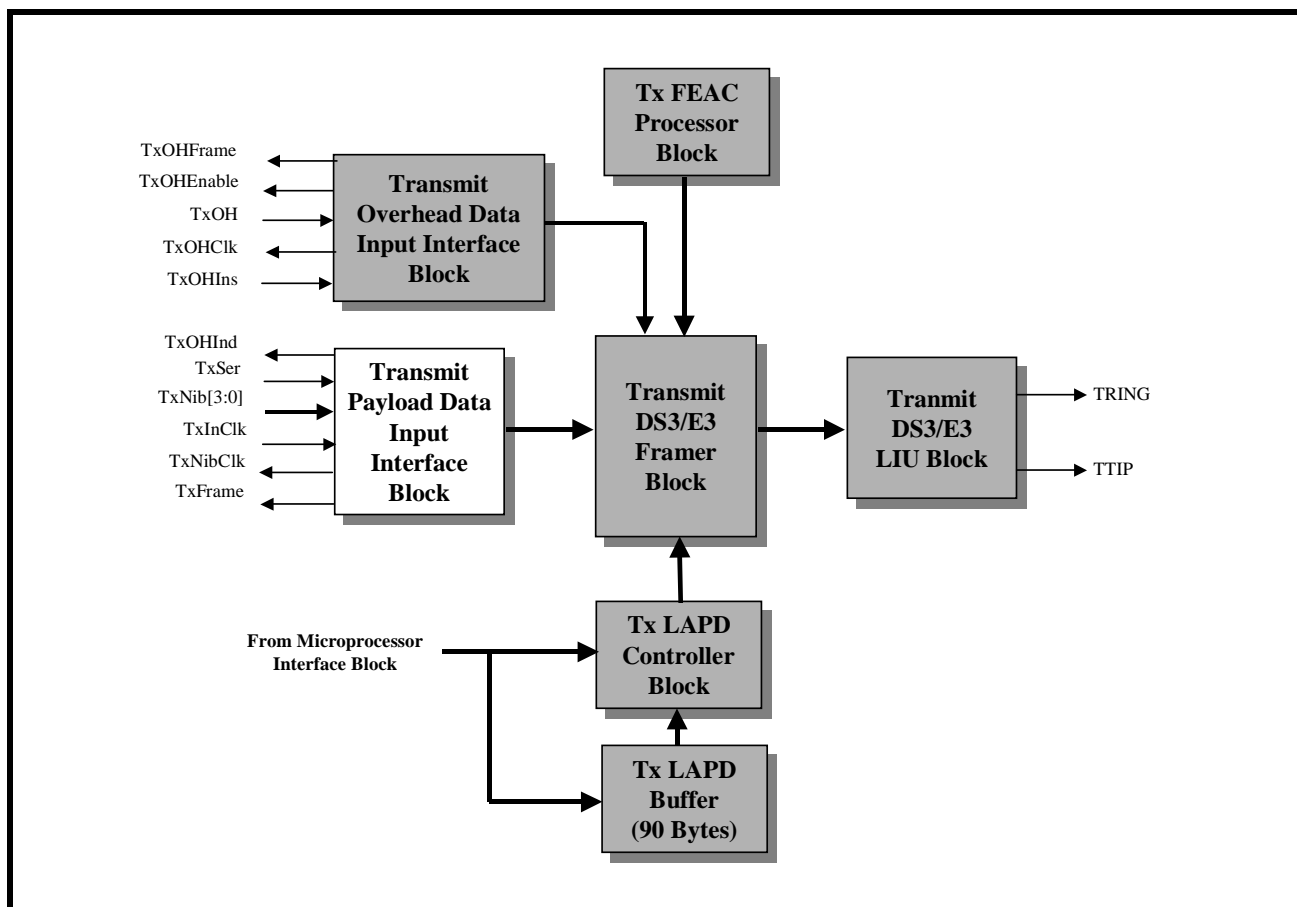 Tx FEAC
Processor
Block
TxOHFrame
TxOHEnable
TxOH
TxOHClk
TxOHIns
Transmit
Overhead Data
Input Interface
Block
TxOHInd
TxSer
TxNib[3:0]
TxInClk
TxNibClk
TxFrame
Transmit
Payload Data
Input
Interface
Block
Transmit
DS3/E3
Framer
Block
Tranmit
DS3/E3
LIU Block
TRING
TTIP
From Microprocessor
Interface Block
Tx LAPD
Controller
Block
Tx LAPD
Buffer
(90 Bytes)